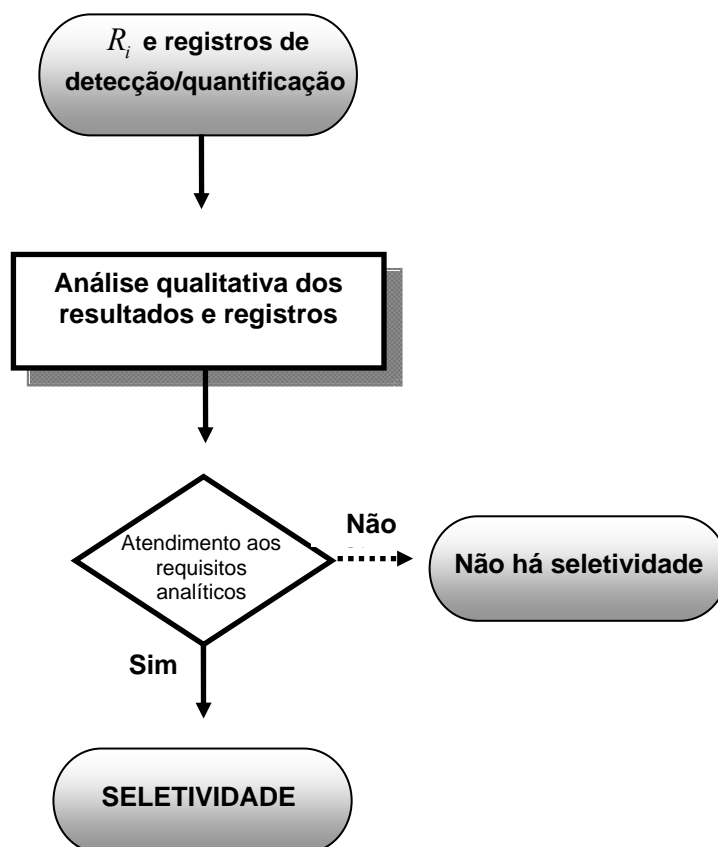 R_i e registros de
detecção/quantificação
Análise qualitativa dos
resultados e registros
Atendimento aos
requisitos
analíticos
Não
Não há seletividade
Sim
SELETIVIDADE